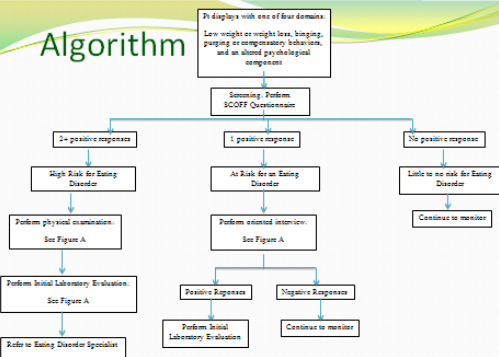 Algorithm
Pt displays with one of four domains:
Low weight or weight loss, binging,
purging or compensatory behaviors,
and an altered psychological
component
Screening: Perform
SCOFF Questionnaire
2+ positive responses
1 positive response
No positive response
High Risk for Eating
Disorder
At Risk for an Eating
Disorder
Little to no risk for Eating
Disorder
Perform physical examination:
See Figure A
Perform oriented interview:
See Figure A
Continue to monitor
Perform Initial Laboratory Evaluation:
See Figure A
Positive Reponses
Negative Responses
Refer to Eating Disorder Specialist
Perform Initial
Laboratory Evaluation
Continue to monitor